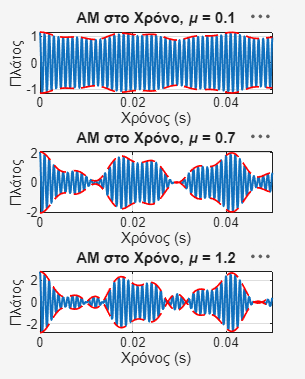 AM στο Χρόνο, μ = 0.1
Πλάτος
1
0
-1
0 0.02 0.04
Χρόνος (s)
AM στο Χρόνο, μ = 0.7
Πλάτος
2
0
-2
0 0.02 0.04
Χρόνος (s)
AM στο Χρόνο, μ = 1.2
Πλάτος
2
0
-2
0 0.02 0.04
Χρόνος (s)